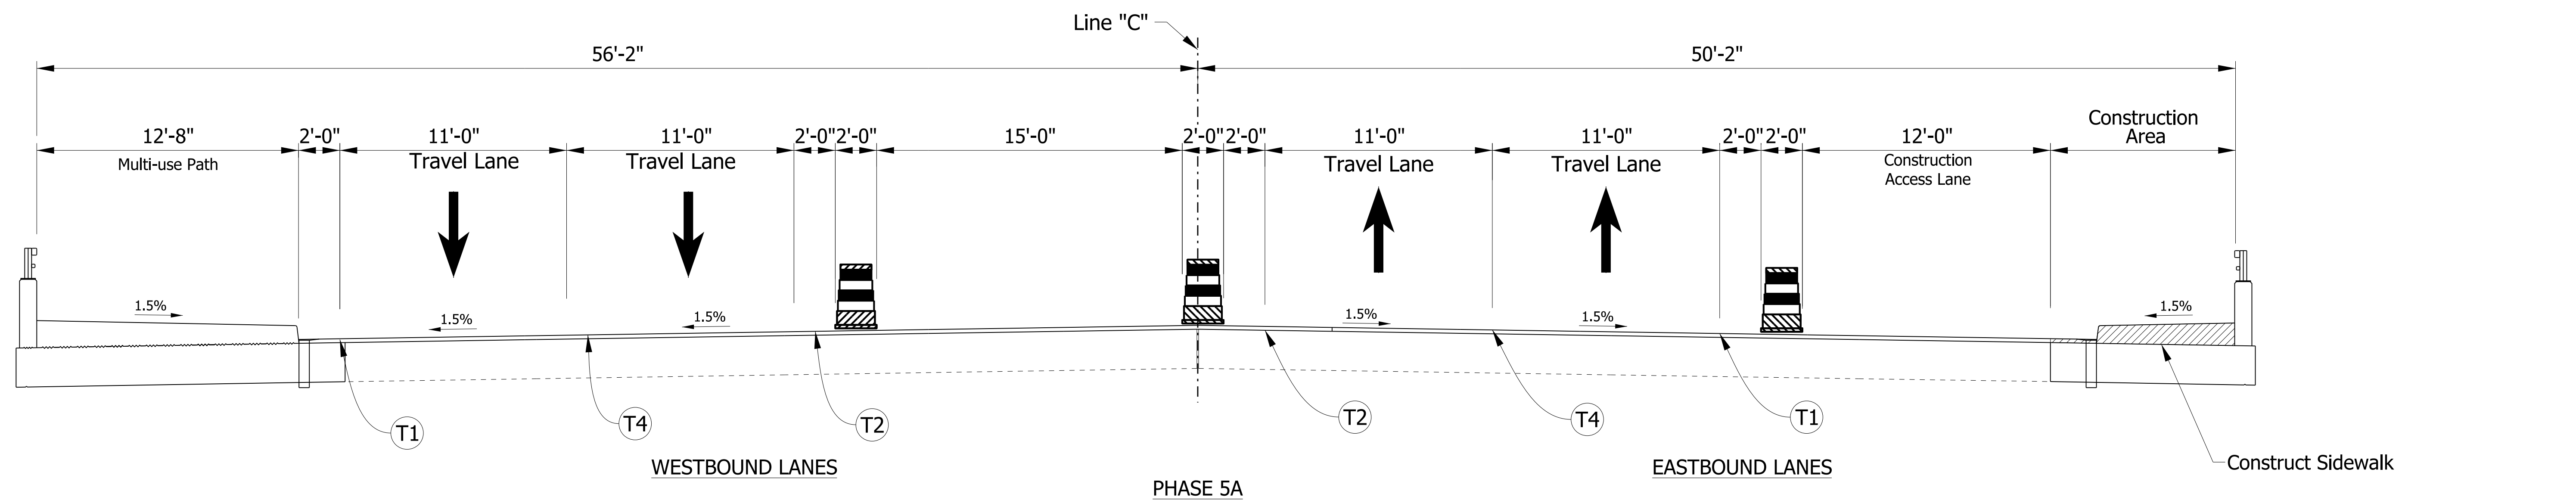 Line "C"
56'-2"
50'-2"
12'-8"
2'-0"
11'-0"
11'-0"
2'-0"
2'-0"
15'-0"
2'-0"
2'-0"
11'-0"
11'-0"
2'-0"
2'-0"
12'-0"
Construction
Area
Multi-use Path
Travel Lane
Travel Lane
Travel Lane
Travel Lane
Construction
Access Lane
1.5%
1.5%
1.5%
1.5%
1.5%
1.5%
T1
T4
T2
T2
T4
T1
WESTBOUND LANES
EASTBOUND LANES
Construct Sidewalk
PHASE 5A